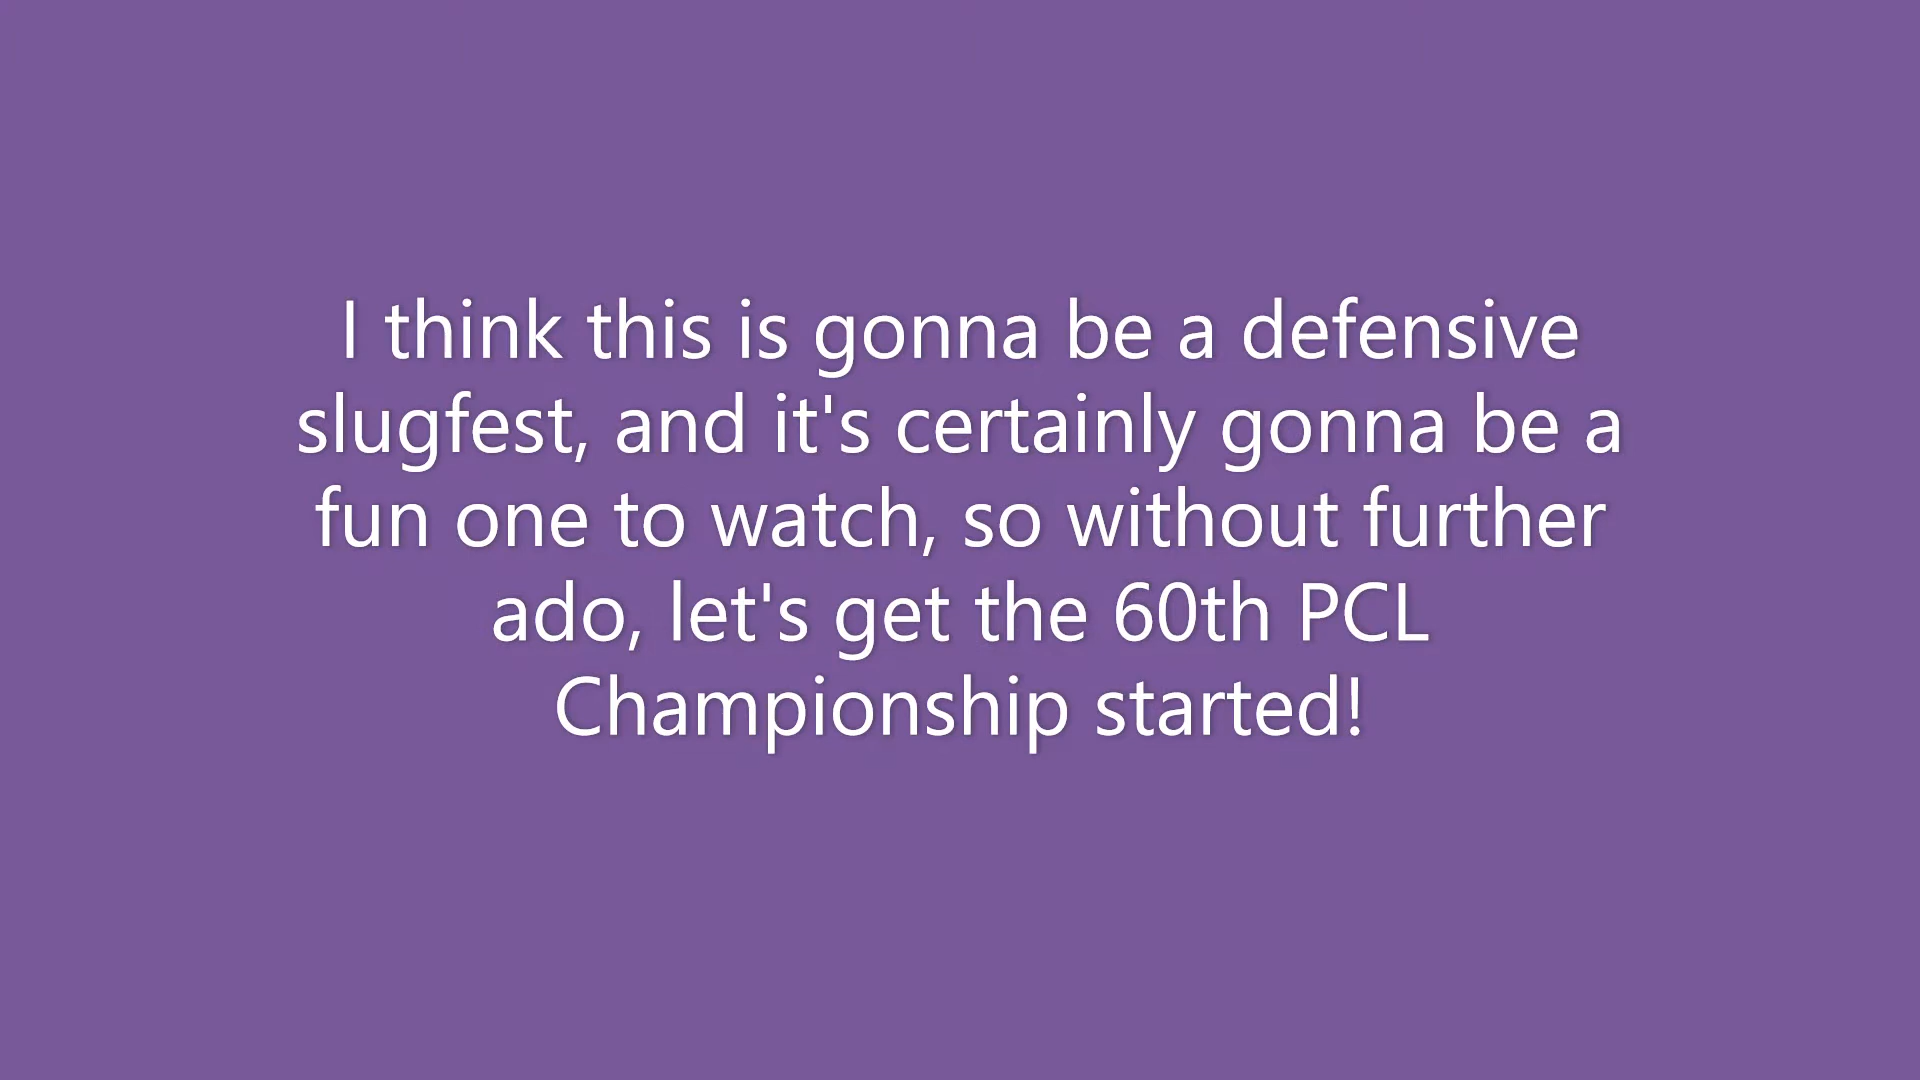 I think this is gonna be a defensive
slugfest, and it's certainly gonna be a
fun one to watch, so without further
ado, let's get the 60th PCL
Championship started!